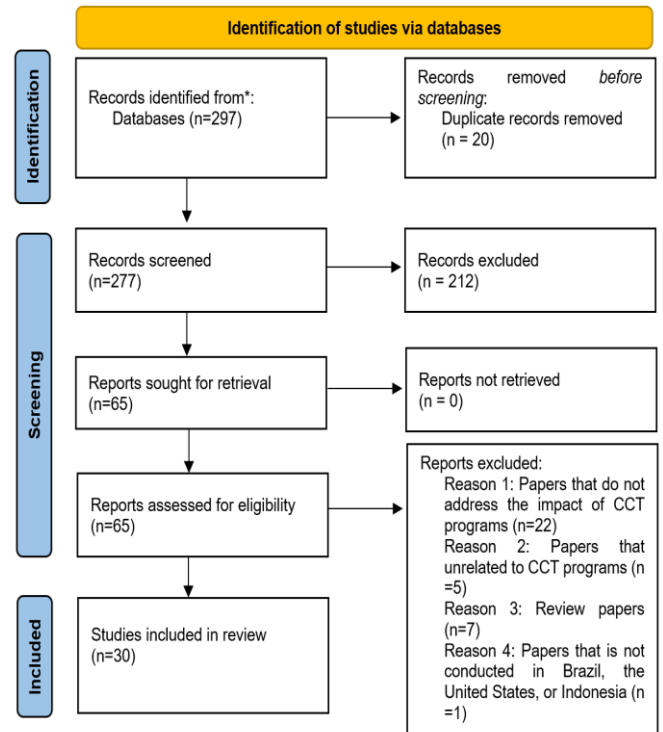 Identification of studies via databases
Identification
Records identified from*:
Databases (n=297)
Records removed before
screening:
Duplicate records removed
(n = 20)
Screening
Records screened
(n=277)
Records excluded
(n = 212)
Reports sought for retrieval
(n=65)
Reports not retrieved
(n = 0)
Reports assessed for eligibility
(n=65)
Reports excluded:
Reason 1: Papers that do not
address the impact of CCT
programs (n=22)
Reason 2: Papers that
unrelated to CCT programs (n
=5)
Reason 3: Review papers
(n=7)
Reason 4: Papers that is not
conducted in Brazil, the
United States, or Indonesia (n
=1)
Included
Studies included in review
(n=30)